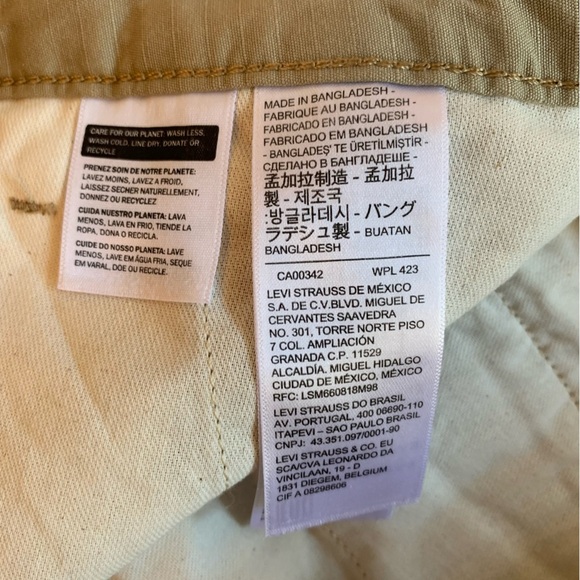 CARE FOR OUR PLANET: WASH LESS,
WASH COLD, LINE DRY, DONATE OR
RECYCLE
PRENEZ SOIN DE NOTRE PLANETE:
LAVEZ MOINS, LAVEZ A FROID,
LAISSEZ SECHER NATURELLEMENT,
DONNEZ OU RECYCLEZ
CUIDA NUESTRO PLANETA: LAVA
MENOS, LAVA EN FRIO, TIENDE LA
ROPA, DONA O RECICLA.
CUIDE DO NOSSO PLANETA: LAVE
MENOS, LAVE EM ÁGUA FRIA, SEQUE
EM VARAL, DOE OU RECICLE.
MADE IN BANGLADESH -
FABRIQUE AU BANGLADESH -
FABRICADO EN BANGLADESH -
FABRICADO EM BANGLADESH
- BANGLADEŞ' TE ÜRETİLMİŞTİR -
СДЕЛАНО В БАНГЛАДЕШЕ -
孟加拉制造 - 孟加拉
製 - 제조국
:방글라데시 - バング
ラデシュ製 - BUATAN
BANGLADESH
CA00342 WPL 423
LEVI STRAUSS DE MÉXICO
S.A. DE C.V.BLVD. MIGUEL DE
CERVANTES SAAVEDRA
NO. 301, TORRE NORTE PISO
7 COL. AMPLIACIÓN
GRANADA C.P. 11529
ALCALDÍA. MIGUEL HIDALGO
CIUDAD DE MÉXICO, MÉXICO
RFC: LSM660818M98
LEVI STRAUSS DO BRASIL
AV. PORTUGAL, 400 06690-110
ITAPEVI – SAO PAULO BRASIL
CNPJ: 43.351.097/0001-90
LEVI STRAUSS & CO. EU
SCA/CVA LEONARDO DA
VINCILAAN, 19 - D
1831 DIEGEM, BELGIUM
CIF A 08298606